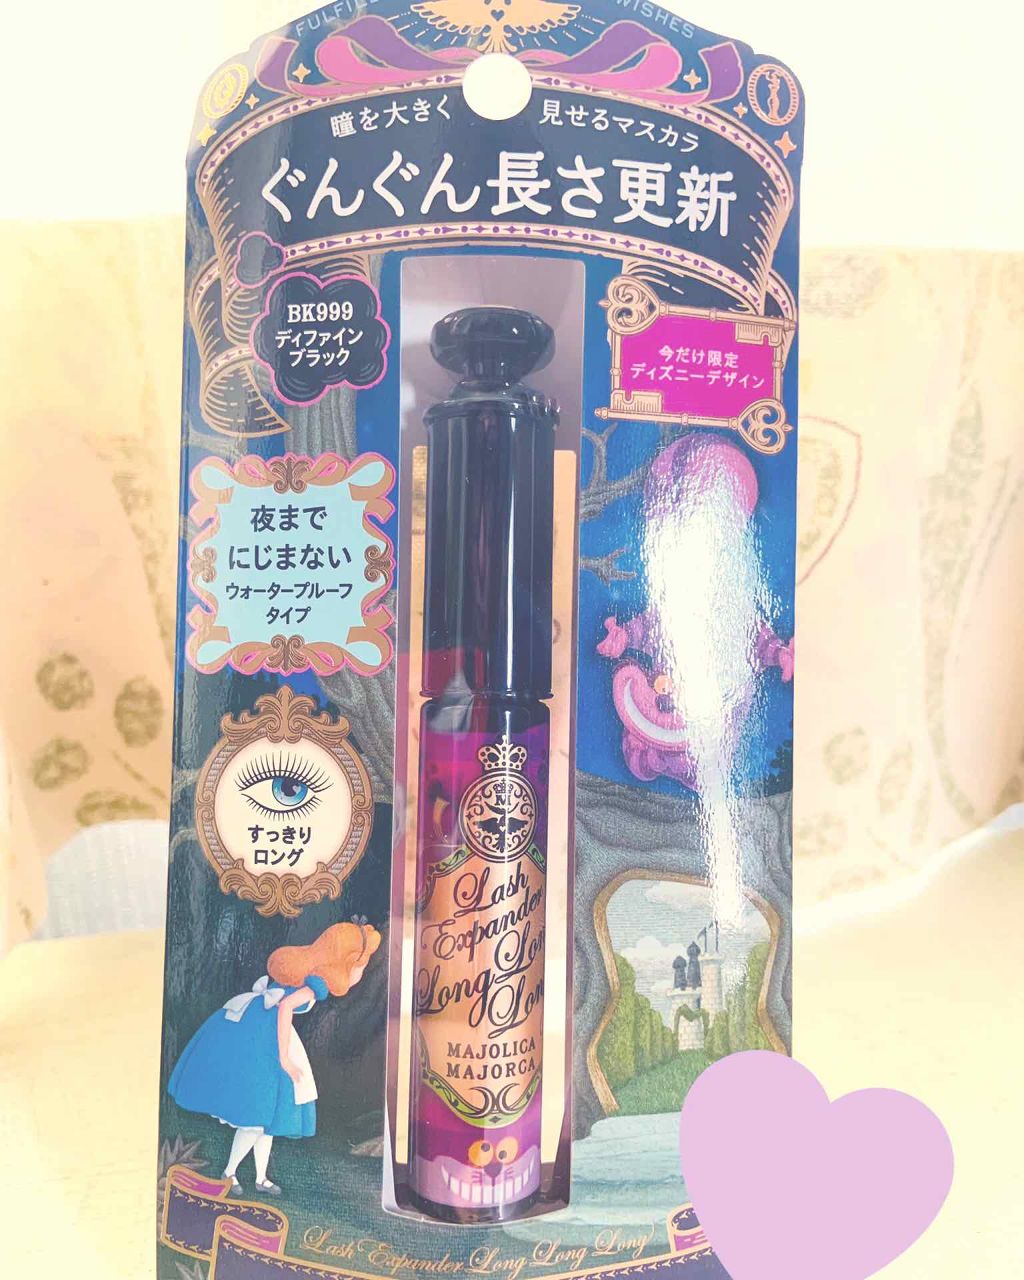 WISHES
瞳を大きく 見せるマスカラ
ぐんぐん長さ更新
BK999
ディファイン
ブラック
今だけ限定
ディズニーデザイン
夜まで
にじまない
ウォータープルーフ
タイプ
すっきり
ロング
M
Lash
Expander
Long
MAJOLICA
MAJORCA
Lash Expander Long Long Long